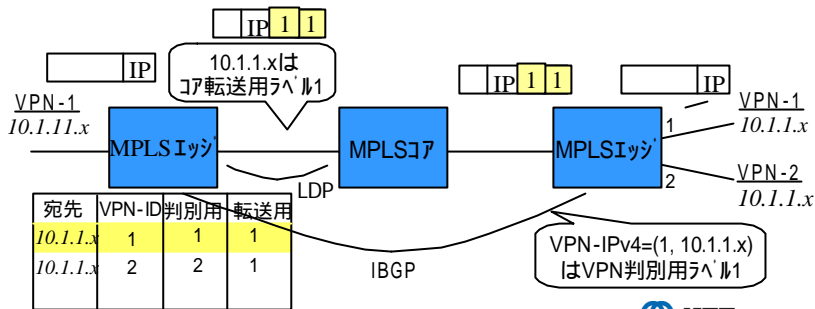 IP 1 1
IP
10.1.1.xは
コア転送用ラベル1
IP 1 1
IP
VPN-1
10.1.11.x
MPLSエッジ
MPLSコア
MPLSエッジ
1
2
VPN-1
10.1.1.x
VPN-2
10.1.1.x
LDP
宛先 VPN-ID 判別用 転送用
10.1.1.x 1 1 1
10.1.1.x 2 2 1
IBGP
VPN-IPv4=(1, 10.1.1.x)
はVPN判別用ラベル1